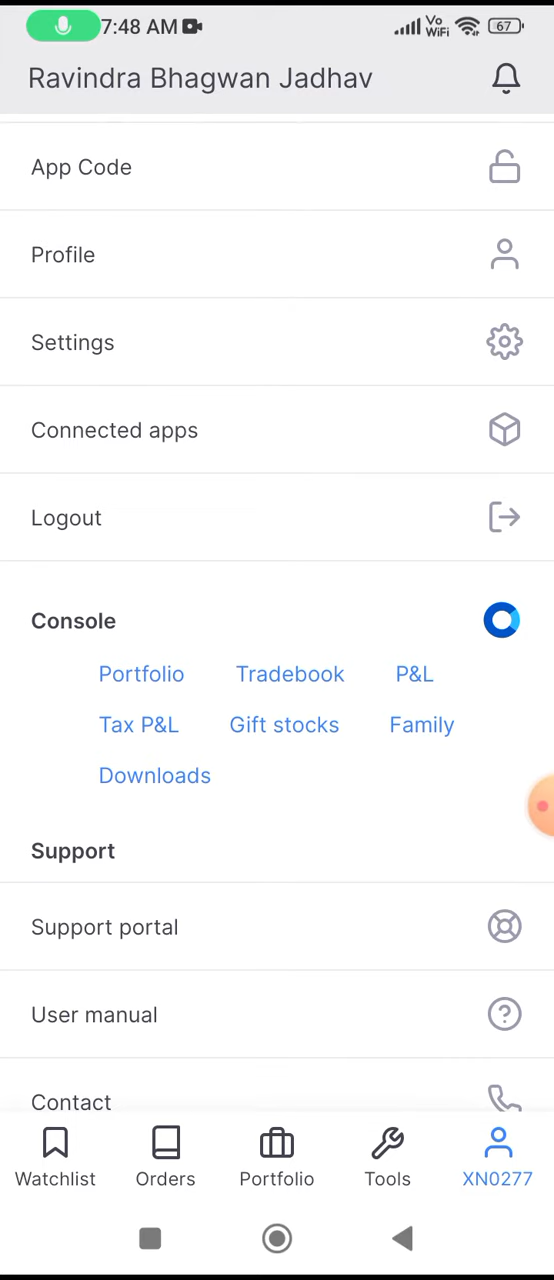 7:48 AM
Vo WiFi
67
Ravindra Bhagwan Jadhav
App Code
Profile
Settings
Connected apps
Logout
Console
Portfolio Tradebook P&L
Tax P&L Gift stocks Family
Downloads
Support
Support portal
User manual
Contact
Watchlist Orders Portfolio Tools XN0277